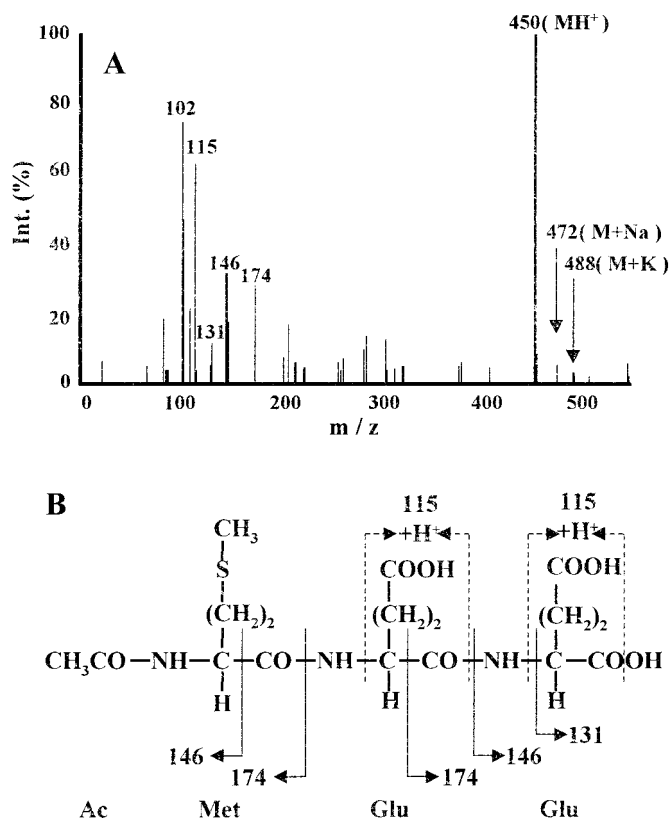 A
Int. (%)
100
80
60
40
20
0
102
115
131
146
174
450( MH⁺)
472( M+Na )
488( M+K )
0 100 200 300 400 500
m / z
B
115 115
+H⁺ +H⁺
CH₃
S COOH COOH
(CH₂)₂ (CH₂)₂ (CH₂)₂
CH₃CO—NH—C—CO—NH—C—CO—NH—C—COOH
H H H
131
146 146
174 174
Ac Met Glu Glu